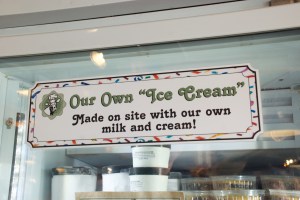 Our Own "Ice Cream"
Made on site with our own
milk and cream!